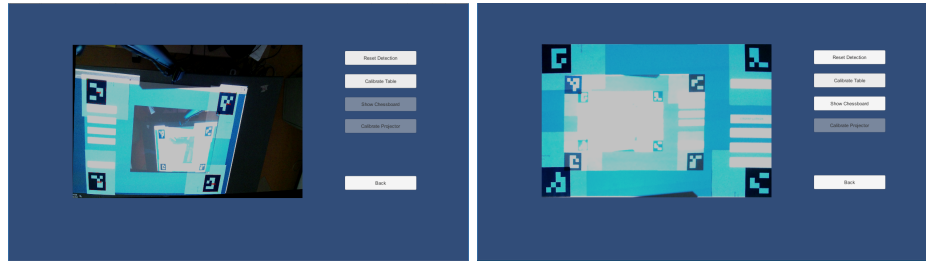 Reset Detection
Calibrate Table
Show Chessboard
Calibrate Projector
Back
Reset Detection
Calibrate Table
Show Chessboard
Calibrate Projector
Back